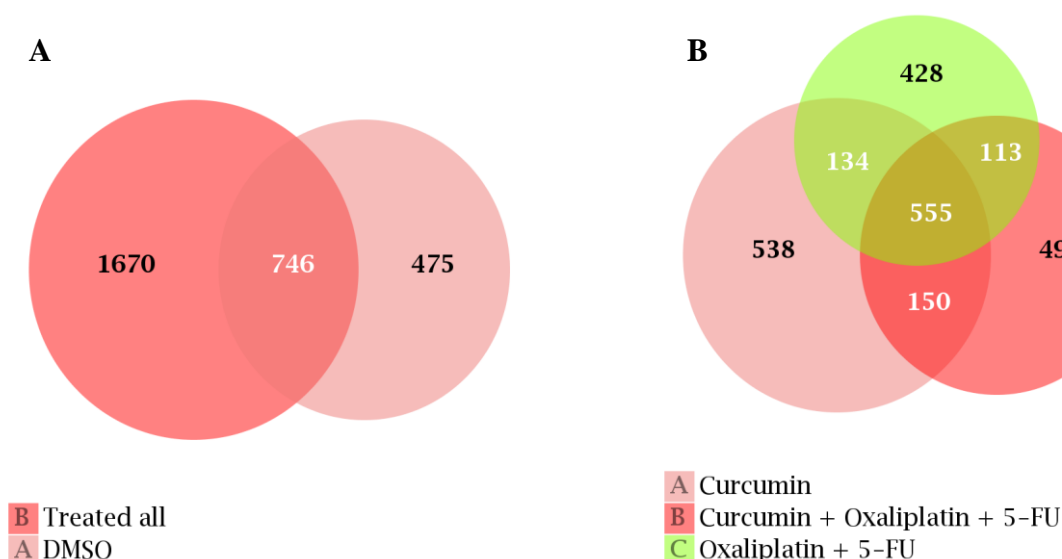 A
1670
746
475
B Treated all
A DMSO
B
428
134
113
555
538
49
150
A Curcumin
B Curcumin + Oxaliplatin + 5-FU
C Oxaliplatin + 5-FU